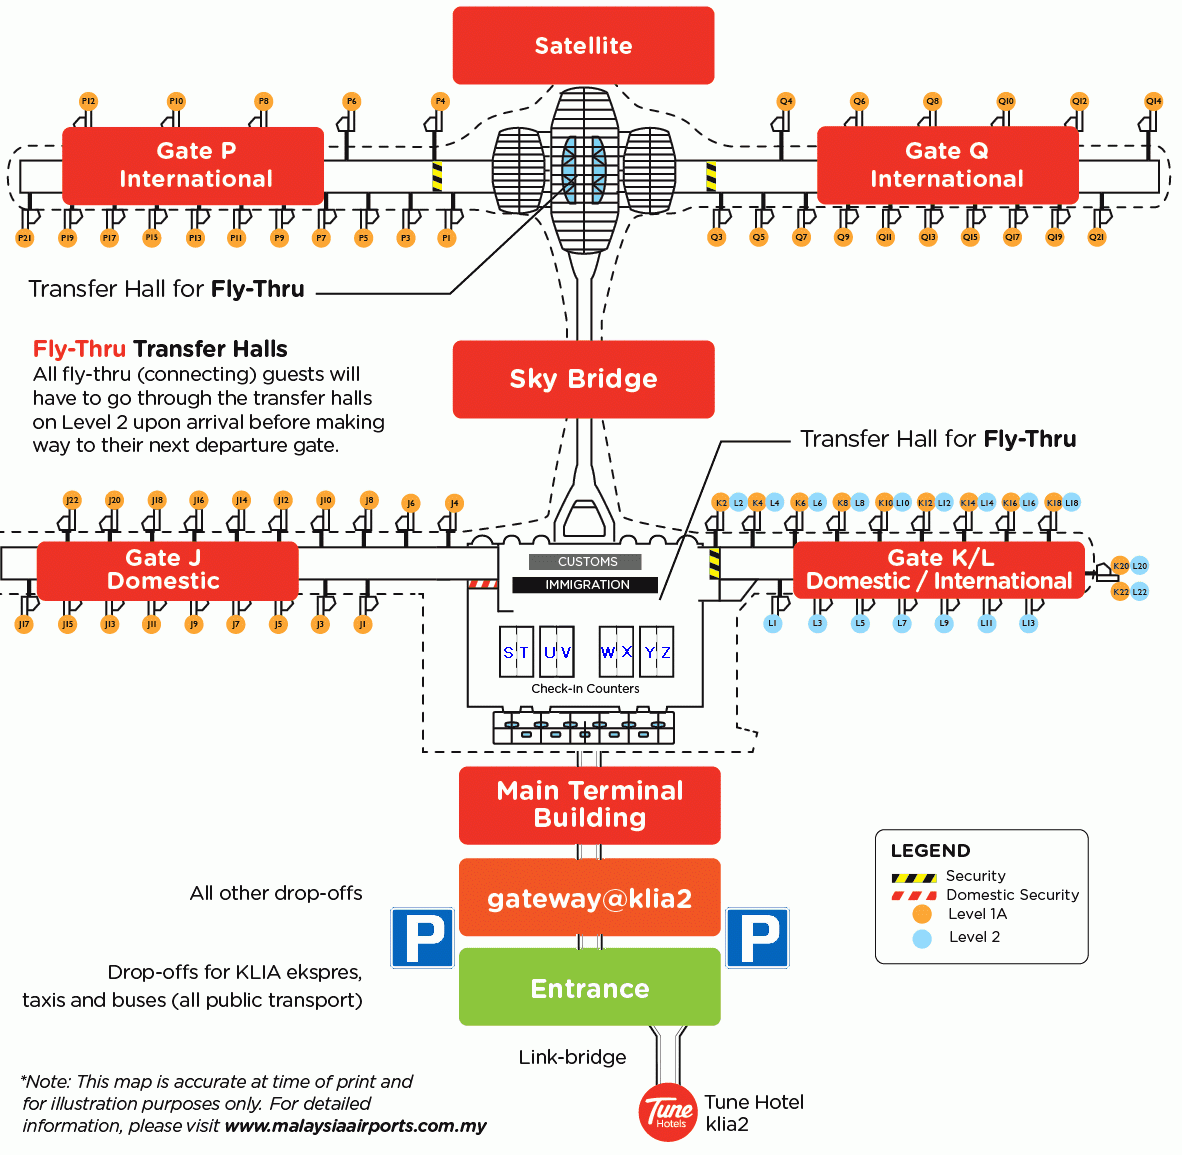 Satellite
P12 P10 P8 P6 P4 Q4 Q6 Q8 Q10 Q12 Q14
Gate P
International
Gate Q
International
P21 P19 P17 P15 P13 P11 P9 P7 P5 P3 P1 Q3 Q5 Q7 Q9 Q11 Q13 Q15 Q17 Q19 Q21
Transfer Hall for Fly-Thru
Fly-Thru Transfer Halls
All fly-thru (connecting) guests will
have to go through the transfer halls
on Level 2 upon arrival before making
way to their next departure gate.
Sky Bridge
Transfer Hall for Fly-Thru
J22 J20 J18 J16 J14 J12 J10 J8 J6 J4 K2 L2 K4 L4 K6 L6 K8 L8 K10 L10 K12 L12 K14 L14 K16 L16 K18 L18
Gate J
Domestic
CUSTOMS
IMMIGRATION
Gate K/L
Domestic / International
K20 L20
K22 L22
J17 J15 J13 J11 J9 J7 J5 J3 J1 L1 L3 L5 L7 L9 L11 L13
S T U V W X Y Z
Check-In Counters
Main Terminal
Building
gateway@klia2
All other drop-offs
P P
Drop-offs for KLIA ekspres,
taxis and buses (all public transport)
Entrance
LEGEND
Security
Domestic Security
Level 1A
Level 2
Link-bridge
Tune
Hotels
Tune Hotel
klia2
*Note: This map is accurate at time of print and
for illustration purposes only. For detailed
information, please visit www.malaysiaairports.com.my